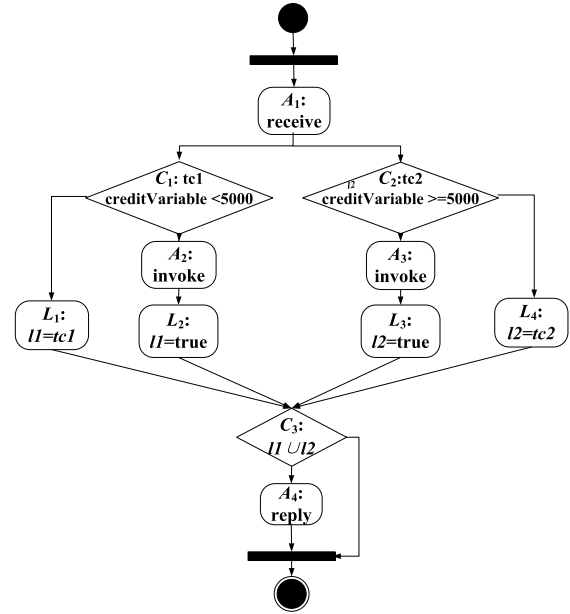 A₁:
receive
C₁: tc1
creditVariable <5000
C₂:tc2
l2
creditVariable >=5000
A₂:
invoke
A₃:
invoke
L₁:
l1=tc1
L₂:
l1=true
L₃:
l2=true
L₄:
l2=tc2
C₃:
l1 ∪l2
A₄:
reply